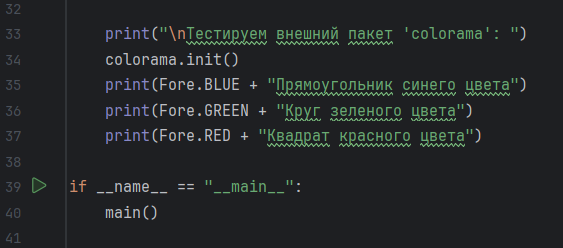 32
33 print("\nТестируем внешний пакет 'colorama': ")
34 colorama.init()
35 print(Fore.BLUE + "Прямоугольник синего цвета")
36 print(Fore.GREEN + "Круг зеленого цвета")
37 print(Fore.RED + "Квадрат красного цвета")
38
39 if __name__ == "__main__":
40 main()
41